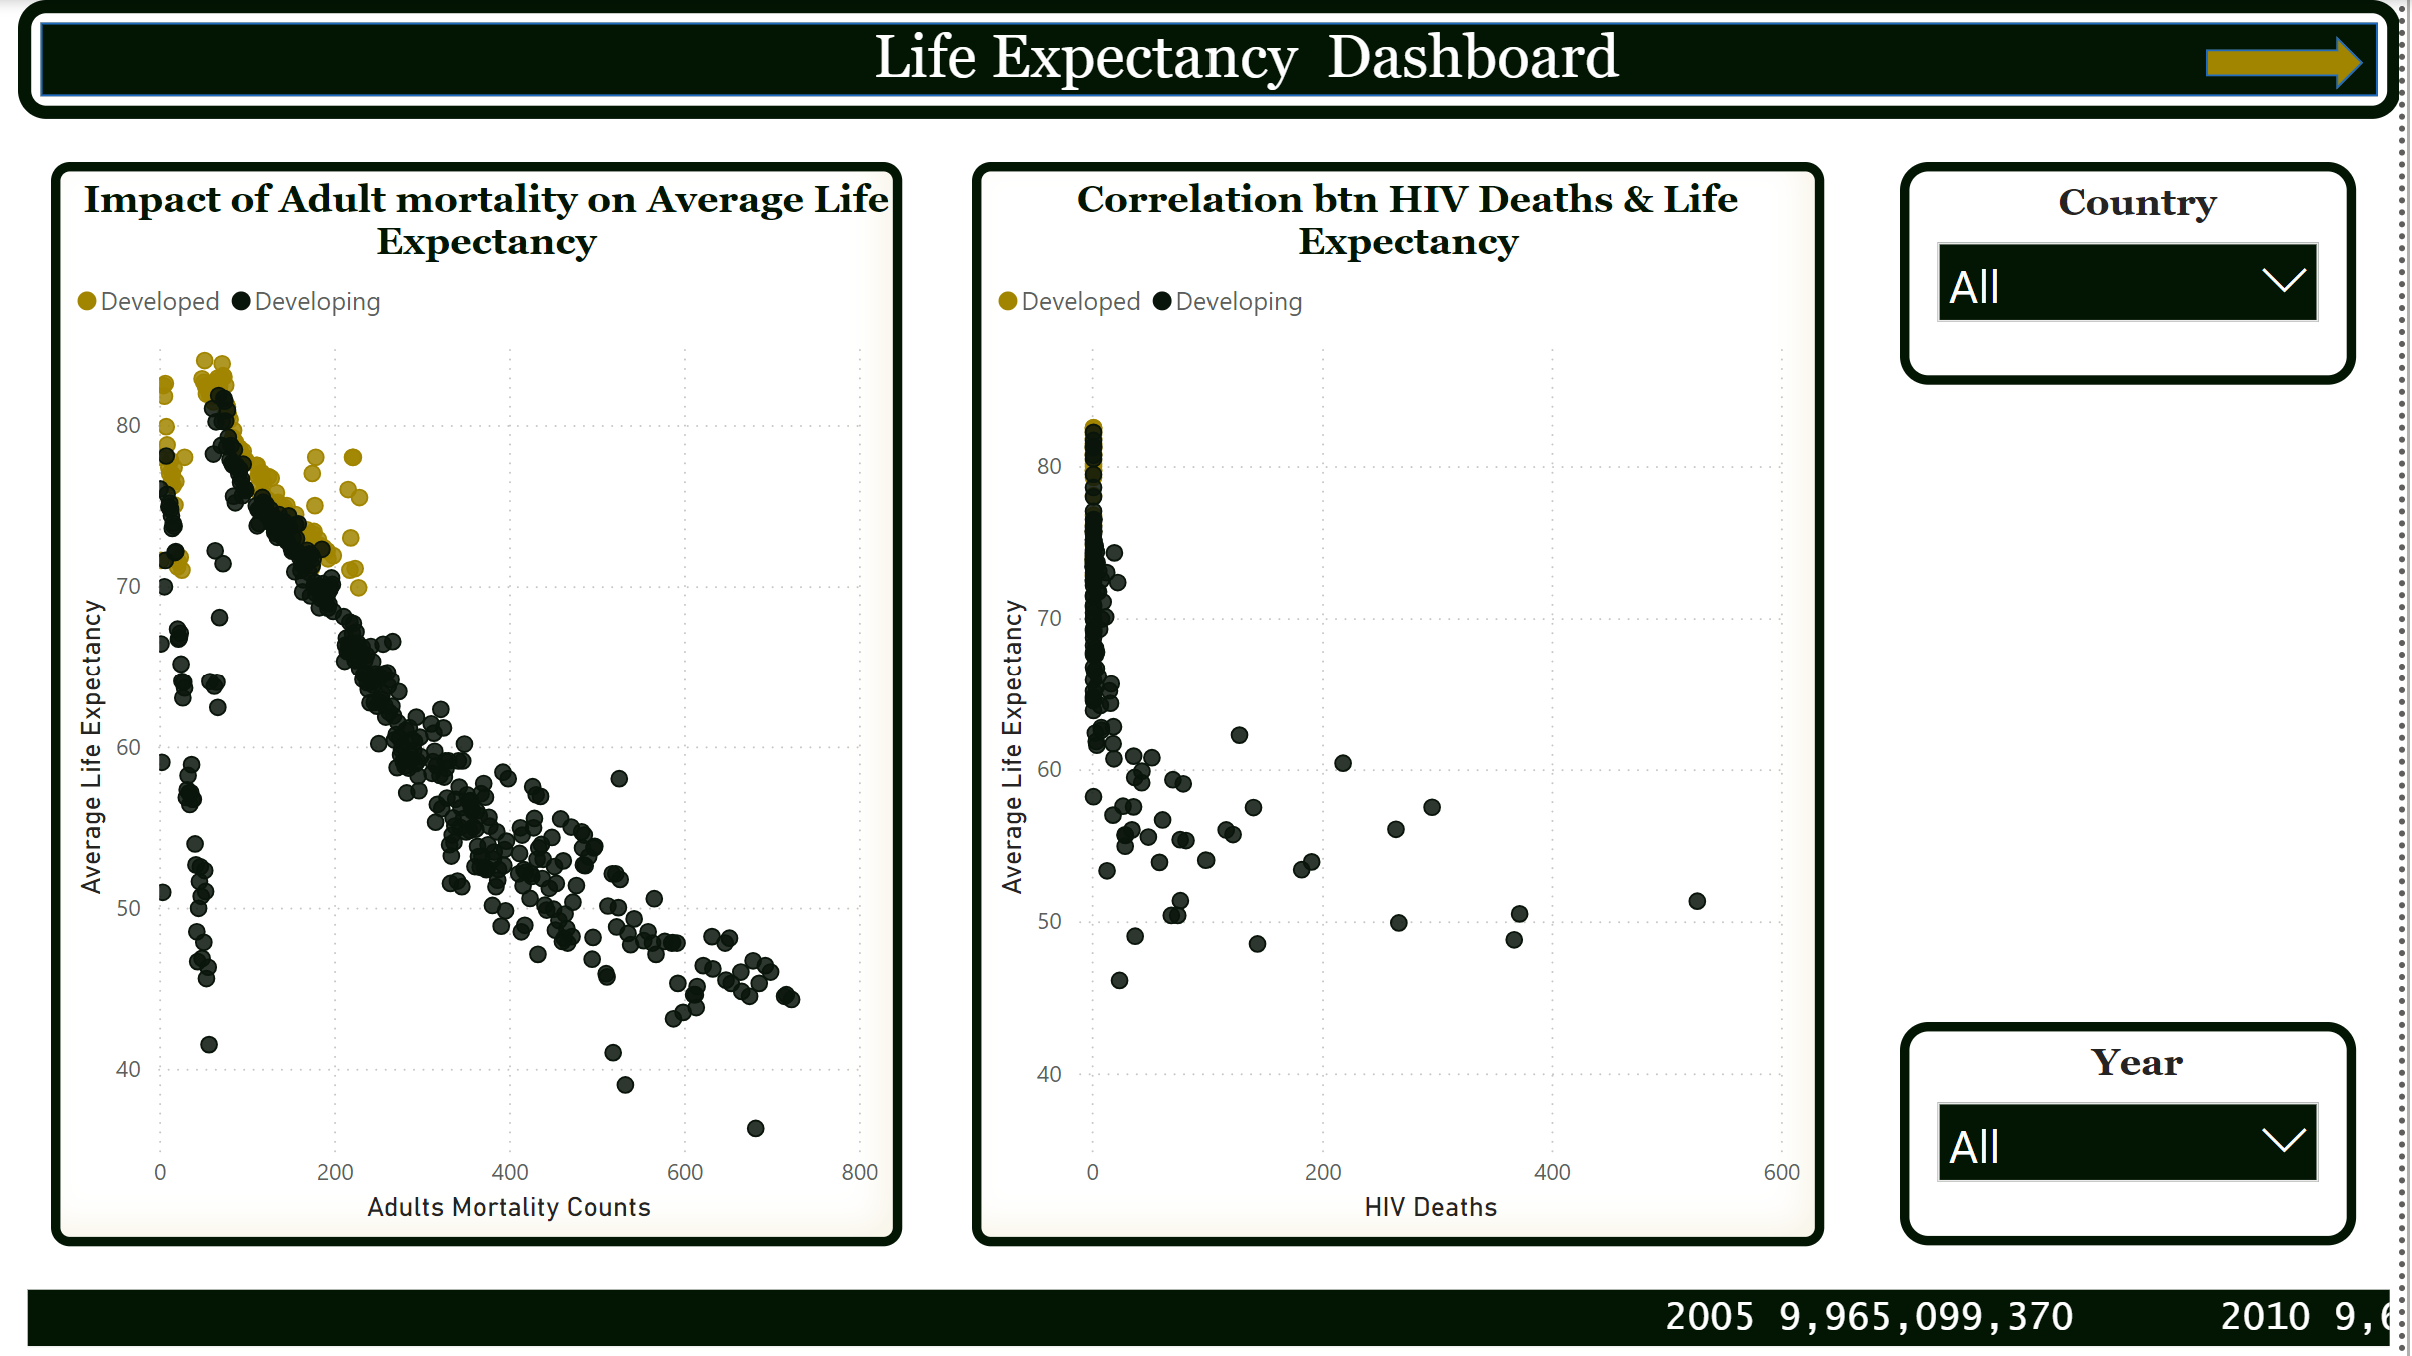 Life Expectancy Dashboard
Impact of Adult mortality on Average Life
Expectancy
Developed Developing
80
70
60
50
40
Average Life Expectancy
0 200 400 600 800
Adults Mortality Counts
Correlation btn HIV Deaths & Life
Expectancy
Developed Developing
80
70
60
50
40
Average Life Expectancy
0 200 400 600
HIV Deaths
Country
All
Year
All
2005 9,965,099,370 2010 9,